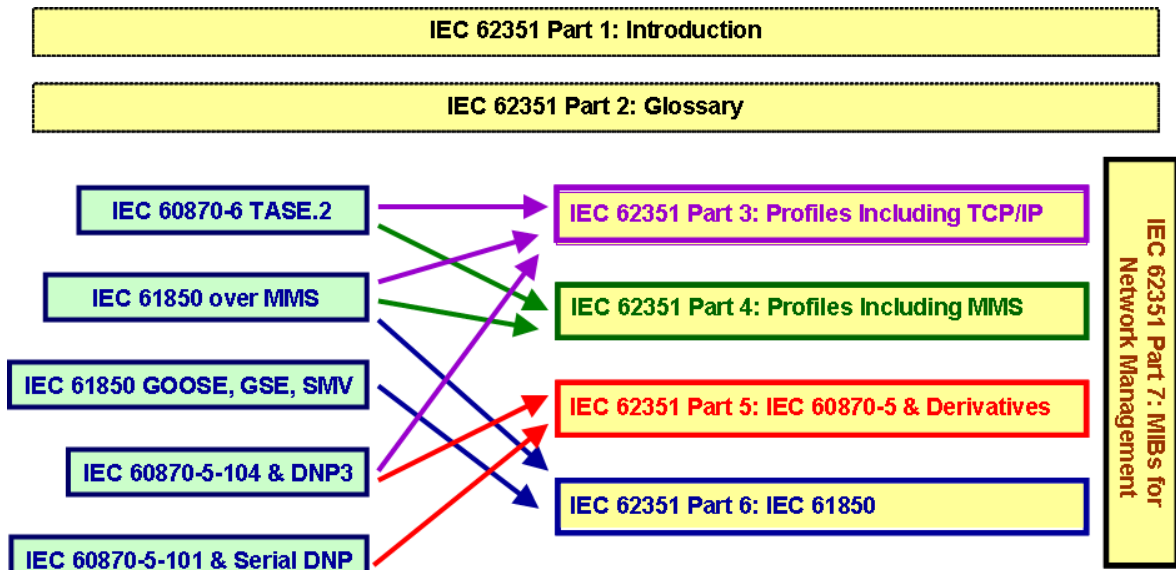 IEC 62351 Part 1: Introduction
IEC 62351 Part 2: Glossary
IEC 60870-6 TASE.2
IEC 61850 over MMS
IEC 61850 GOOSE, GSE, SMV
IEC 60870-5-104 & DNP3
IEC 60870-5-101 & Serial DNP
IEC 62351 Part 3: Profiles Including TCP/IP
IEC 62351 Part 4: Profiles Including MMS
IEC 62351 Part 5: IEC 60870-5 & Derivatives
IEC 62351 Part 6: IEC 61850
IEC 62351 Part 7: MIBs for
Network Management